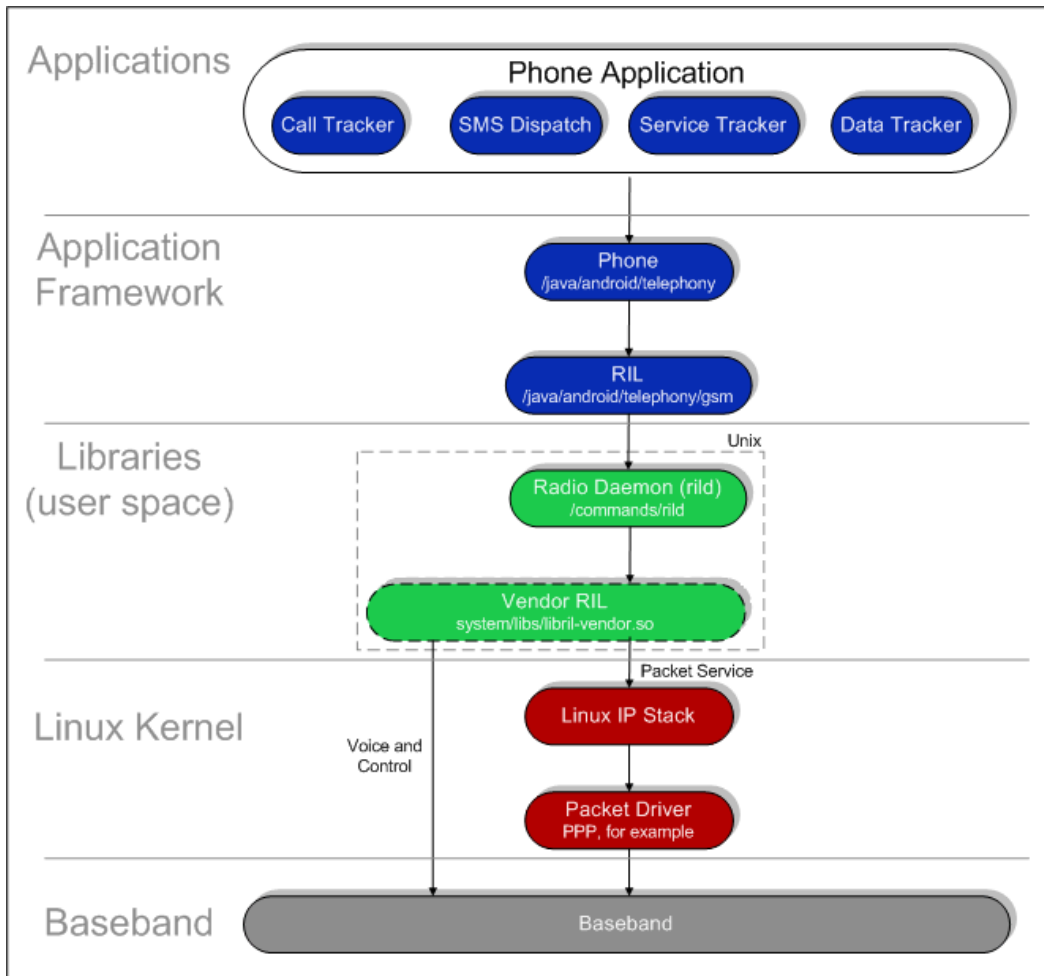 Applications
Phone Application
Call Tracker
SMS Dispatch
Service Tracker
Data Tracker
Application
Framework
Phone
/java/android/telephony
RIL
/java/android/telephony/gsm
Libraries
(user space)
Unix
Radio Daemon (rild)
/commands/rild
Vendor RIL
system/libs/libril-vendor.so
Packet Service
Linux Kernel
Linux IP Stack
Voice and
Control
Packet Driver
PPP, for example
Baseband
Baseband